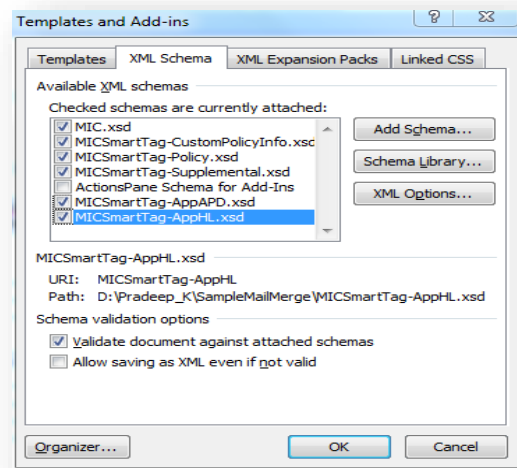 Templates and Add-ins
Templates XML Schema XML Expansion Packs Linked CSS
Available XML schemas
Checked schemas are currently attached:
MIC.xsd
MICSmartTag-CustomPolicyInfo.xsd
MICSmartTag-Policy.xsd
MICSmartTag-Supplemental.xsd
ActionsPane Schema for Add-Ins
MICSmartTag-AppAPD.xsd
MICSmartTag-AppHL.xsd
Add Schema...
Schema Library...
XML Options...
MICSmartTag-AppHL.xsd
URI: MICSmartTag-AppHL
Path: D:\Pradeep_K\SampleMailMerge\MICSmartTag-AppHL.xsd
Schema validation options
Validate document against attached schemas
Allow saving as XML even if not valid
Organizer... OK Cancel